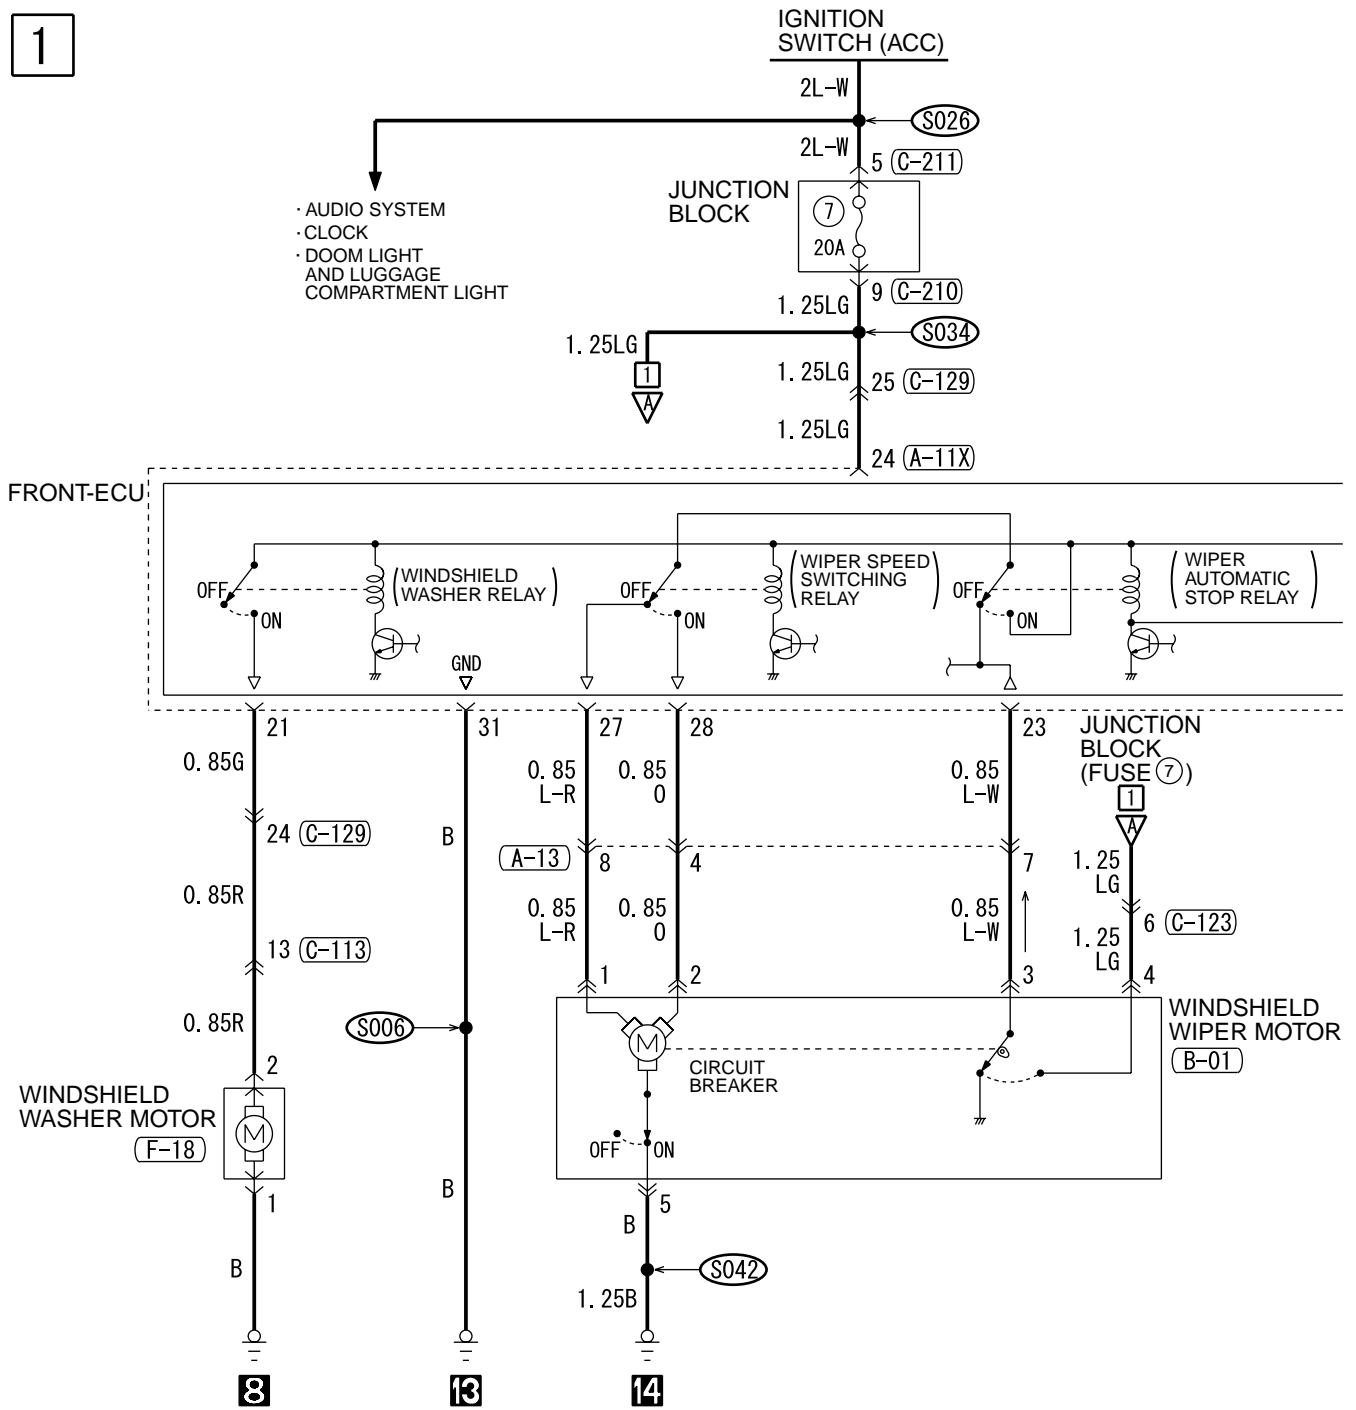 1
IGNITION
SWITCH (ACC)
2L-W
S026
2L-W
5 C-211
JUNCTION
BLOCK
7
20A
· AUDIO SYSTEM
· CLOCK
· DOOM LIGHT
AND LUGGAGE
COMPARTMENT LIGHT
9 C-210
1.25LG
S034
1.25LG
1
A
1.25LG
25 C-129
1.25LG
24 A-11X
FRONT-ECU
OFF
ON
(WINDSHIELD
WASHER RELAY)
OFF
ON
(WIPER SPEED
SWITCHING
RELAY)
OFF
ON
(WIPER
AUTOMATIC
STOP RELAY)
GND
21
31
27
28
23
JUNCTION
BLOCK
(FUSE 7)
1
A
0.85G
0.85
L-R
0.85
O
0.85
L-W
24 C-129
B
A-13
8
4
7
1.25
LG
0.85R
0.85
L-R
0.85
O
0.85
L-W
6 C-123
13 C-113
1.25
LG
1
2
3
4
0.85R
S006
WINDSHIELD
WIPER MOTOR
B-01
M
CIRCUIT
BREAKER
2
WINDSHIELD
WASHER MOTOR
F-18
M
OFF
ON
1
B
5
B
B
S042
1.25B
8
13
14